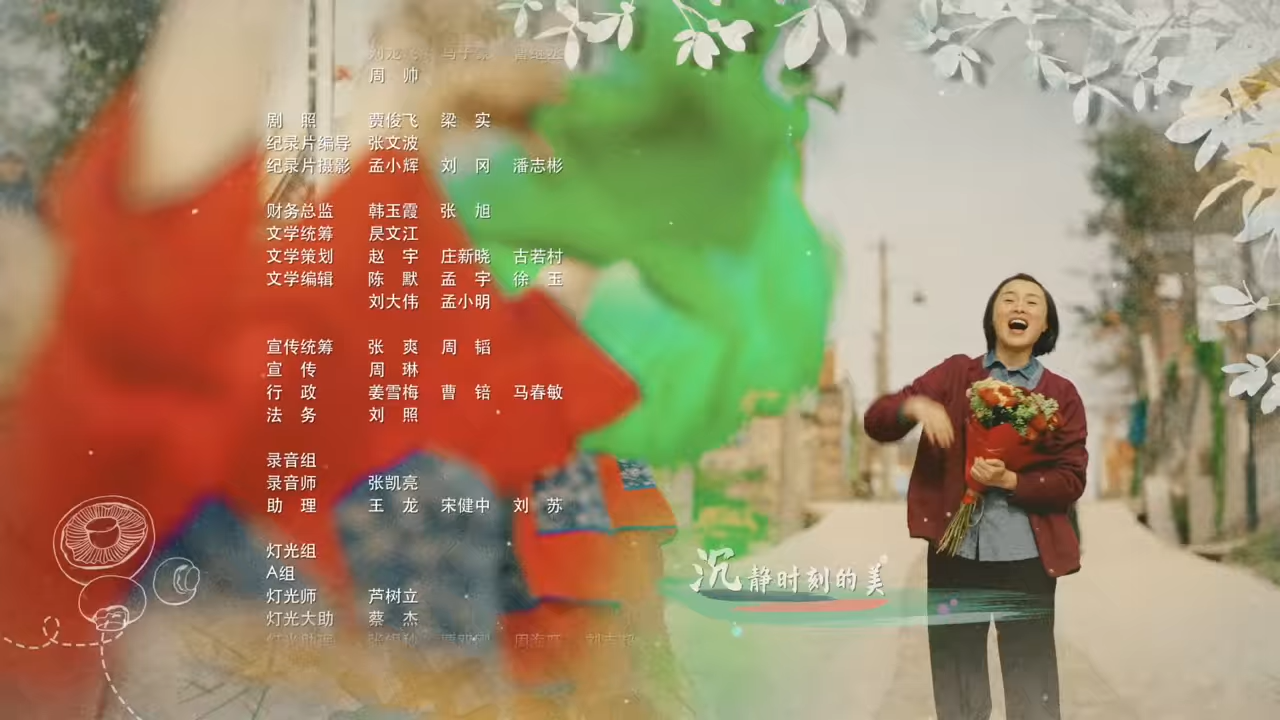 周 帅
剧 照 贾俊飞 梁 实
纪录片编导 张文波
纪录片摄影 孟小辉 刘 冈 潘志彬
财务总监 韩玉霞 张 旭
文学统筹 昃文江
文学策划 赵 宇 庄新晓 古若村
文学编辑 陈 默 孟 宇 徐 玉
刘大伟 孟小明
宣传统筹 张 爽 周 韬
宣 传 周 琳
行 政 姜雪梅 曹 锫 马春敏
法 务 刘 照
录音组
录音师 张凯亮
助 理 王 龙 宋健中 刘 苏
灯光组
A组
灯光师 芦树立
灯光大助 蔡 杰
灯光助理
沉静时刻的美